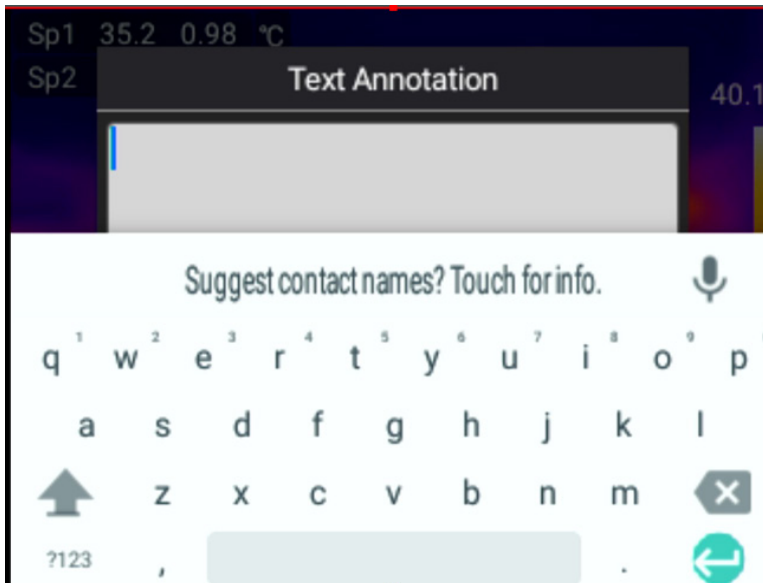 Sp1 35.2 0.98 °C
Sp2
Text Annotation
40.1
Suggest contact names? Touch for info.
1 2 3 4 5 6 7 8 9
q w e r t y u i o p
a s d f g h j k l
z x c v b n m
?123 , .